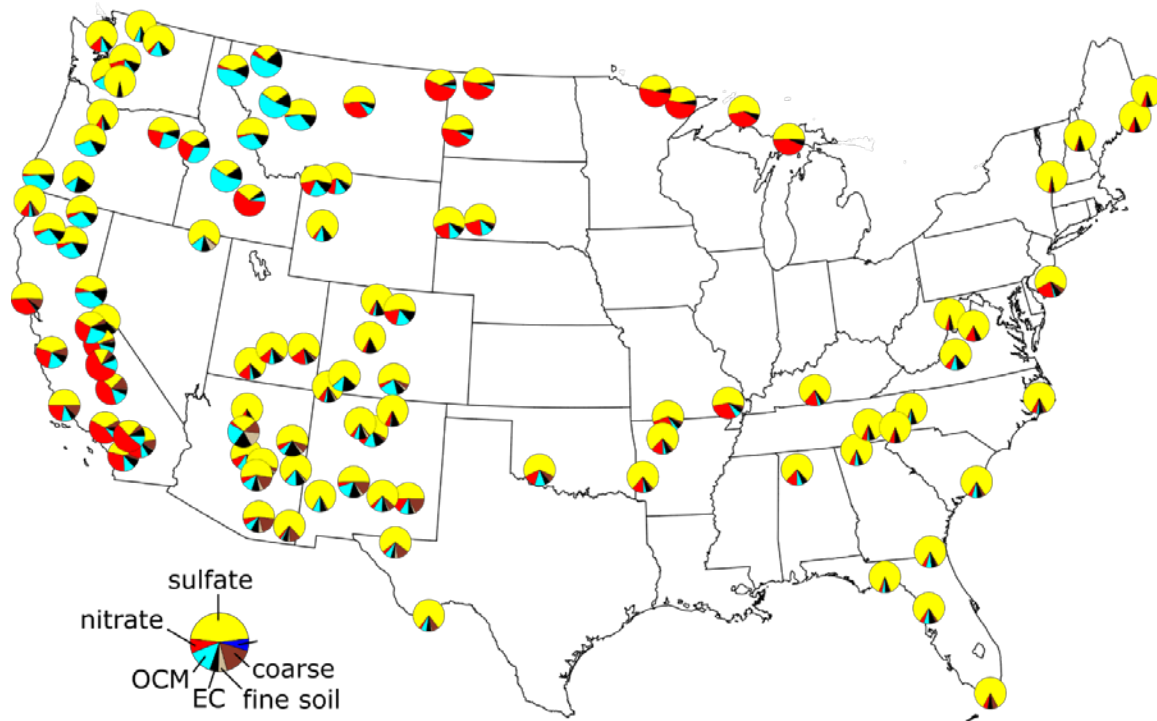 sulfate
nitrate
coarse
OCM
fine soil
EC